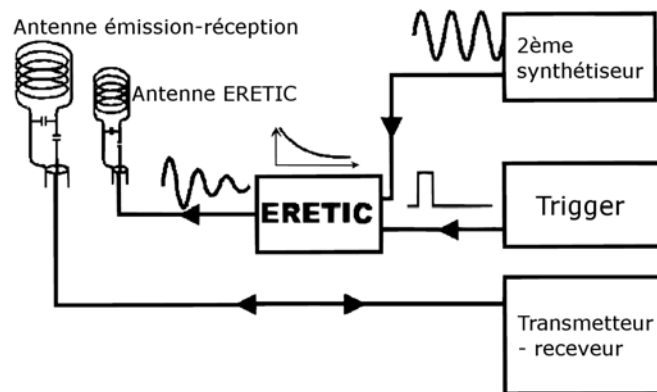 Antenne émission-réception
Antenne ERETIC
2ème
synthétiseur
ERETIC
Trigger
Transmetteur
- receveur